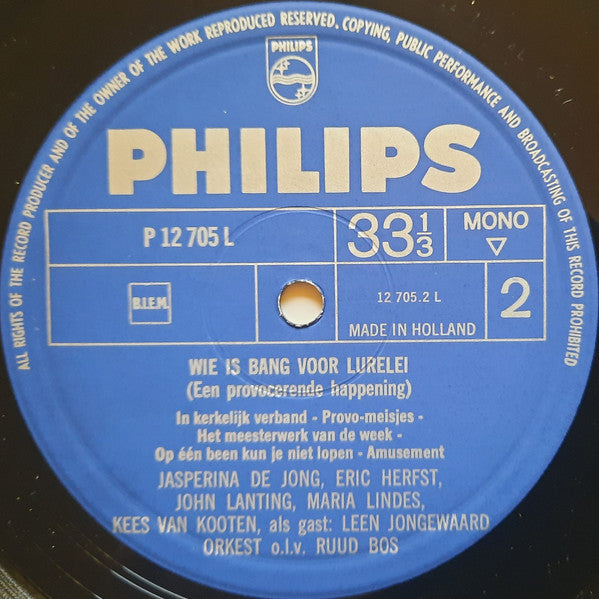 ALL RIGHTS OF THE RECORD PRODUCER AND OF THE OWNER OF THE WORK REPRODUCED RESERVED. COPYING, PUBLIC PERFORMANCE AND BROADCASTING OF THIS RECORD PROHIBITED
PHILIPS
PHILIPS
P 12 705 L
33 1/3
MONO
▽
B.I.E.M.
12 705.2 L
2
MADE IN HOLLAND
WIE IS BANG VOOR LURELEI
(Een provocerende happening)
In kerkelijk verband - Provo-meisjes -
Het meesterwerk van de week -
Op één been kun je niet lopen - Amusement
JASPERINA DE JONG, ERIC HERFST,
JOHN LANTING, MARIA LINDES,
KEES VAN KOOTEN, als gast: LEEN JONGEWAARD
ORKEST o.l.v. RUUD BOS